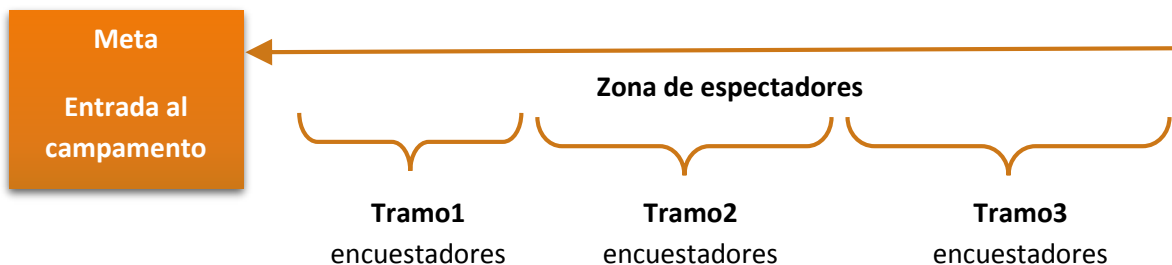 Meta
Entrada al
campamento
Zona de espectadores
Tramo1
encuestadores
Tramo2
encuestadores
Tramo3
encuestadores